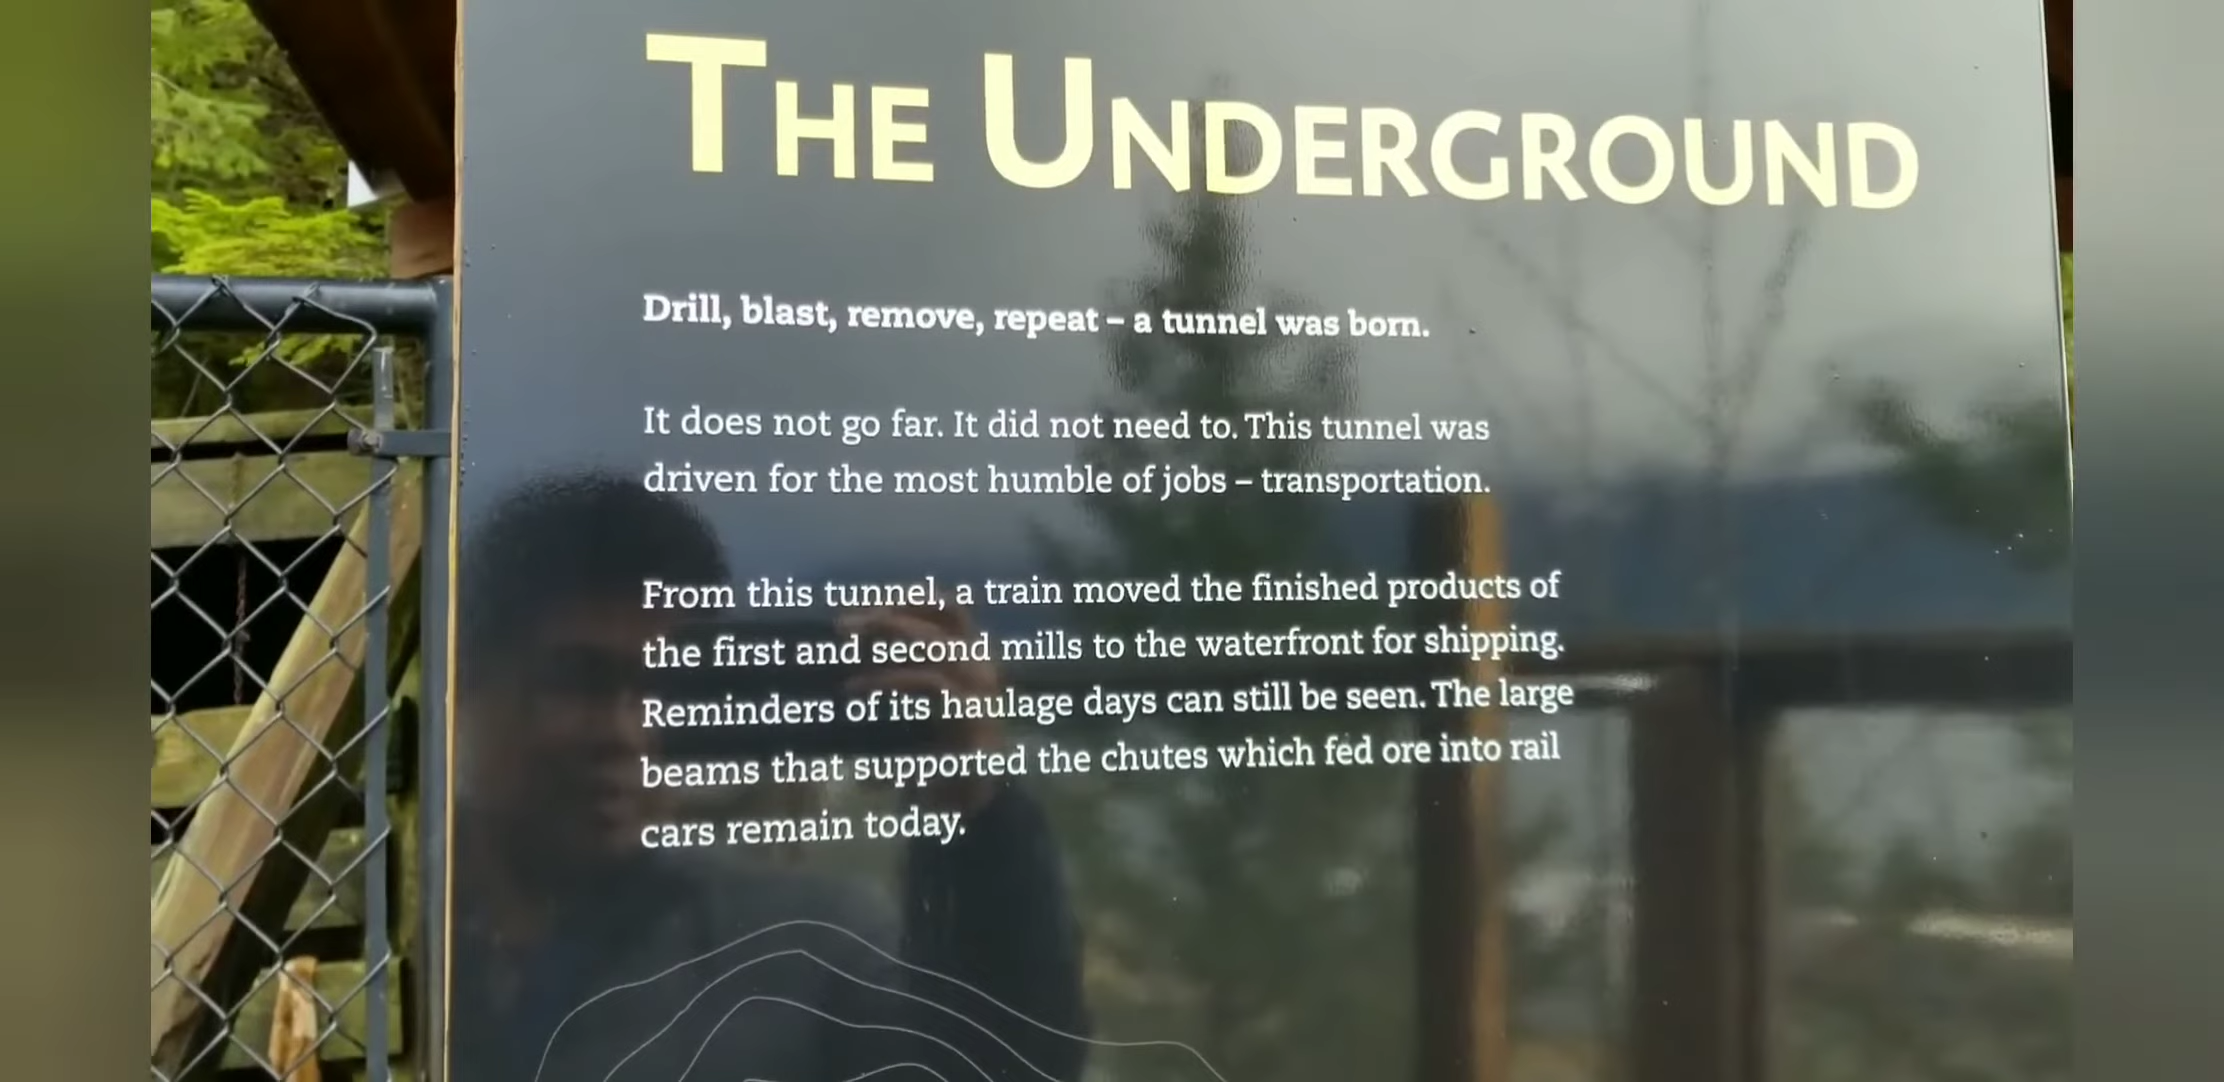 THE UNDERGROUND
Drill, blast, remove, repeat – a tunnel was born.
It does not go far. It did not need to. This tunnel was
driven for the most humble of jobs – transportation.
From this tunnel, a train moved the finished products of
the first and second mills to the waterfront for shipping.
Reminders of its haulage days can still be seen. The large
beams that supported the chutes which fed ore into rail
cars remain today.